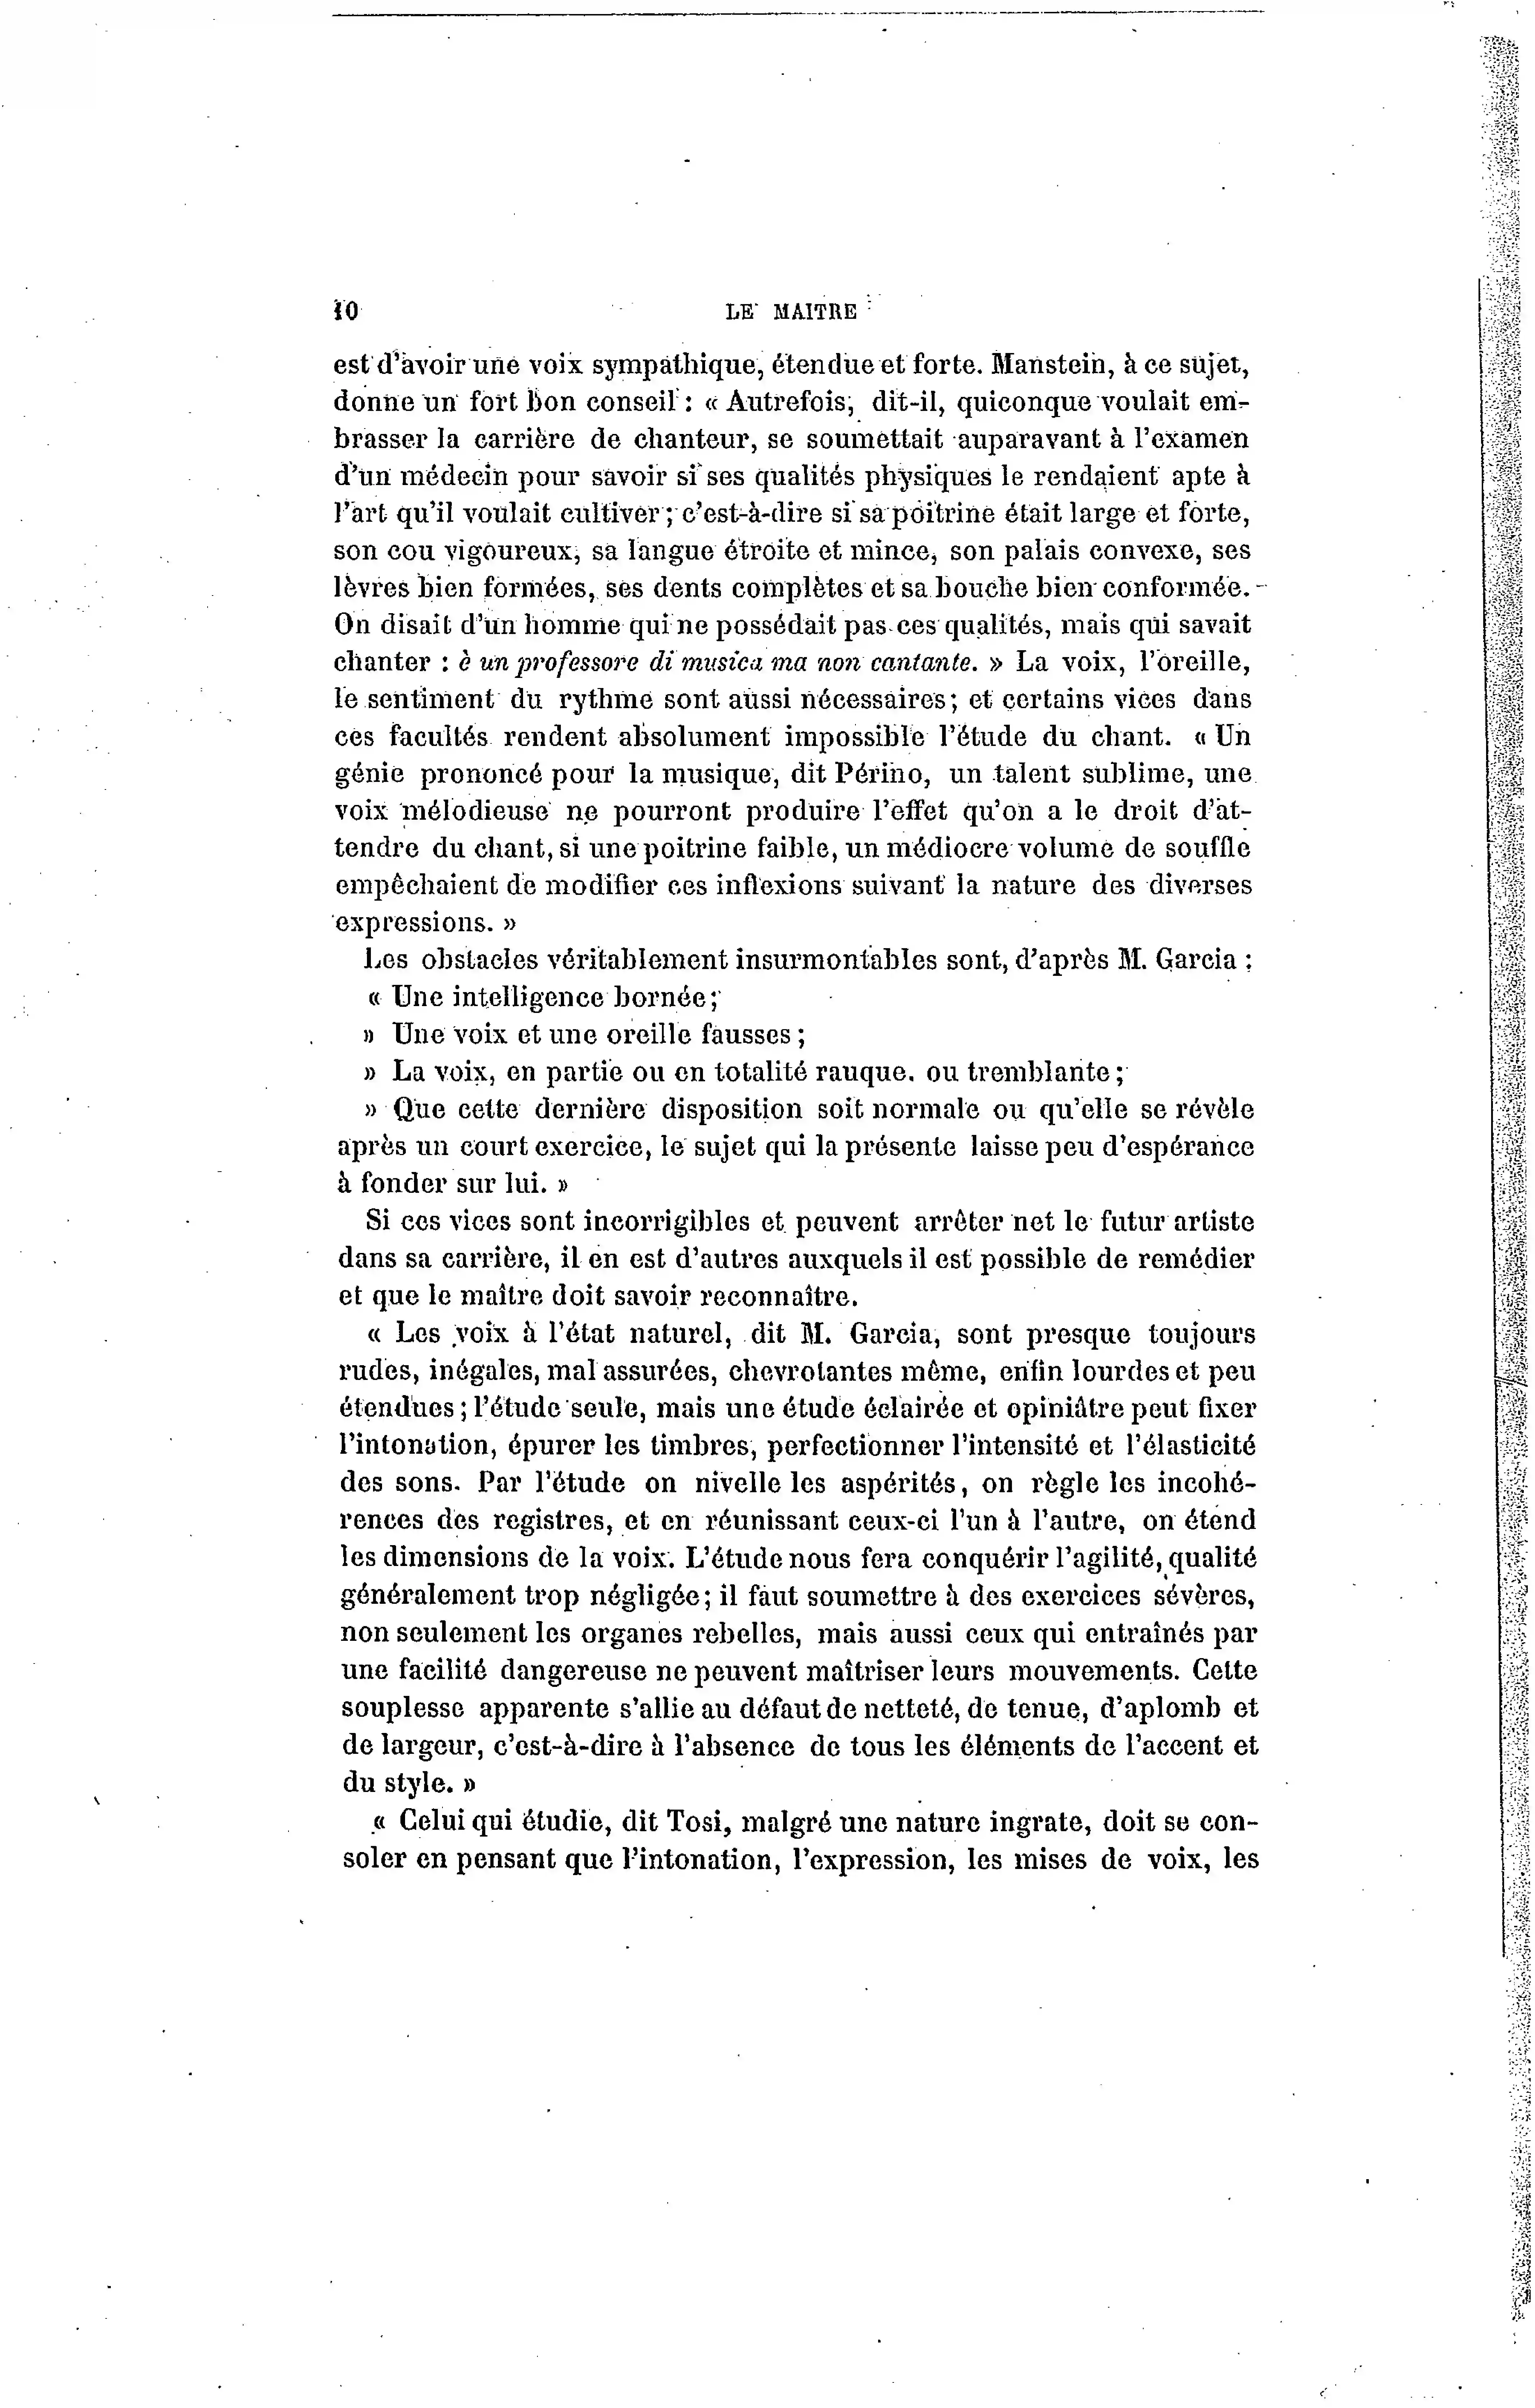 10
LE MAITRE
est d'avoir une voix sympathique, étendue et forte. Manstein, à ce sujet,
donne un fort bon conseil : « Autrefois, dit-il, quiconque voulait em-
brasser la carrière de chanteur, se soumettait auparavant à l'examen
d'un médecin pour savoir si ses qualités physiques le rendaient apte à
l'art qu'il voulait cultiver ; c'est-à-dire si sa poitrine était large et forte,
son cou vigoureux, sa langue étroite et mince, son palais convexe, ses
lèvres bien formées, ses dents complètes et sa bouche bien conformée.
On disait d'un homme qui ne possédait pas ces qualités, mais qui savait
chanter : è un professore di musica ma non cantante. » La voix, l'oreille,
le sentiment du rythme sont aussi nécessaires ; et certains vices dans
ces facultés rendent absolument impossible l'étude du chant. « Un
génie prononcé pour la musique, dit Périno, un talent sublime, une
voix mélodieuse ne pourront produire l'effet qu'on a le droit d'at-
tendre du chant, si une poitrine faible, un médiocre volume de souffle
empêchaient de modifier ces inflexions suivant la nature des diverses
expressions. »
Les obstacles véritablement insurmontables sont, d'après M. Garcia :
« Une intelligence bornée ;
» Une voix et une oreille fausses ;
» La voix, en partie ou en totalité rauque. ou tremblante ;
» Que cette dernière disposition soit normale ou qu'elle se révèle
après un court exercice, le sujet qui la présente laisse peu d'espérance
à fonder sur lui. »
Si ces vices sont incorrigibles et peuvent arrêter net le futur artiste
dans sa carrière, il en est d'autres auxquels il est possible de remédier
et que le maître doit savoir reconnaître.
« Les voix à l'état naturel, dit M. Garcia, sont presque toujours
rudes, inégales, mal assurées, chevrotantes même, enfin lourdes et peu
étendues ; l'étude seule, mais une étude éclairée et opiniâtre peut fixer
l'intonation, épurer les timbres, perfectionner l'intensité et l'élasticité
des sons. Par l'étude on nivelle les aspérités, on règle les incohé-
rences des registres, et en réunissant ceux-ci l'un à l'autre, on étend
les dimensions de la voix. L'étude nous fera conquérir l'agilité, qualité
généralement trop négligée ; il faut soumettre à des exercices sévères,
non seulement les organes rebelles, mais aussi ceux qui entraînés par
une facilité dangereuse ne peuvent maîtriser leurs mouvements. Cette
souplesse apparente s'allie au défaut de netteté, de tenue, d'aplomb et
de largeur, c'est-à-dire à l'absence de tous les éléments de l'accent et
du style. »
« Celui qui étudie, dit Tosi, malgré une nature ingrate, doit se con-
soler en pensant que l'intonation, l'expression, les mises de voix, les